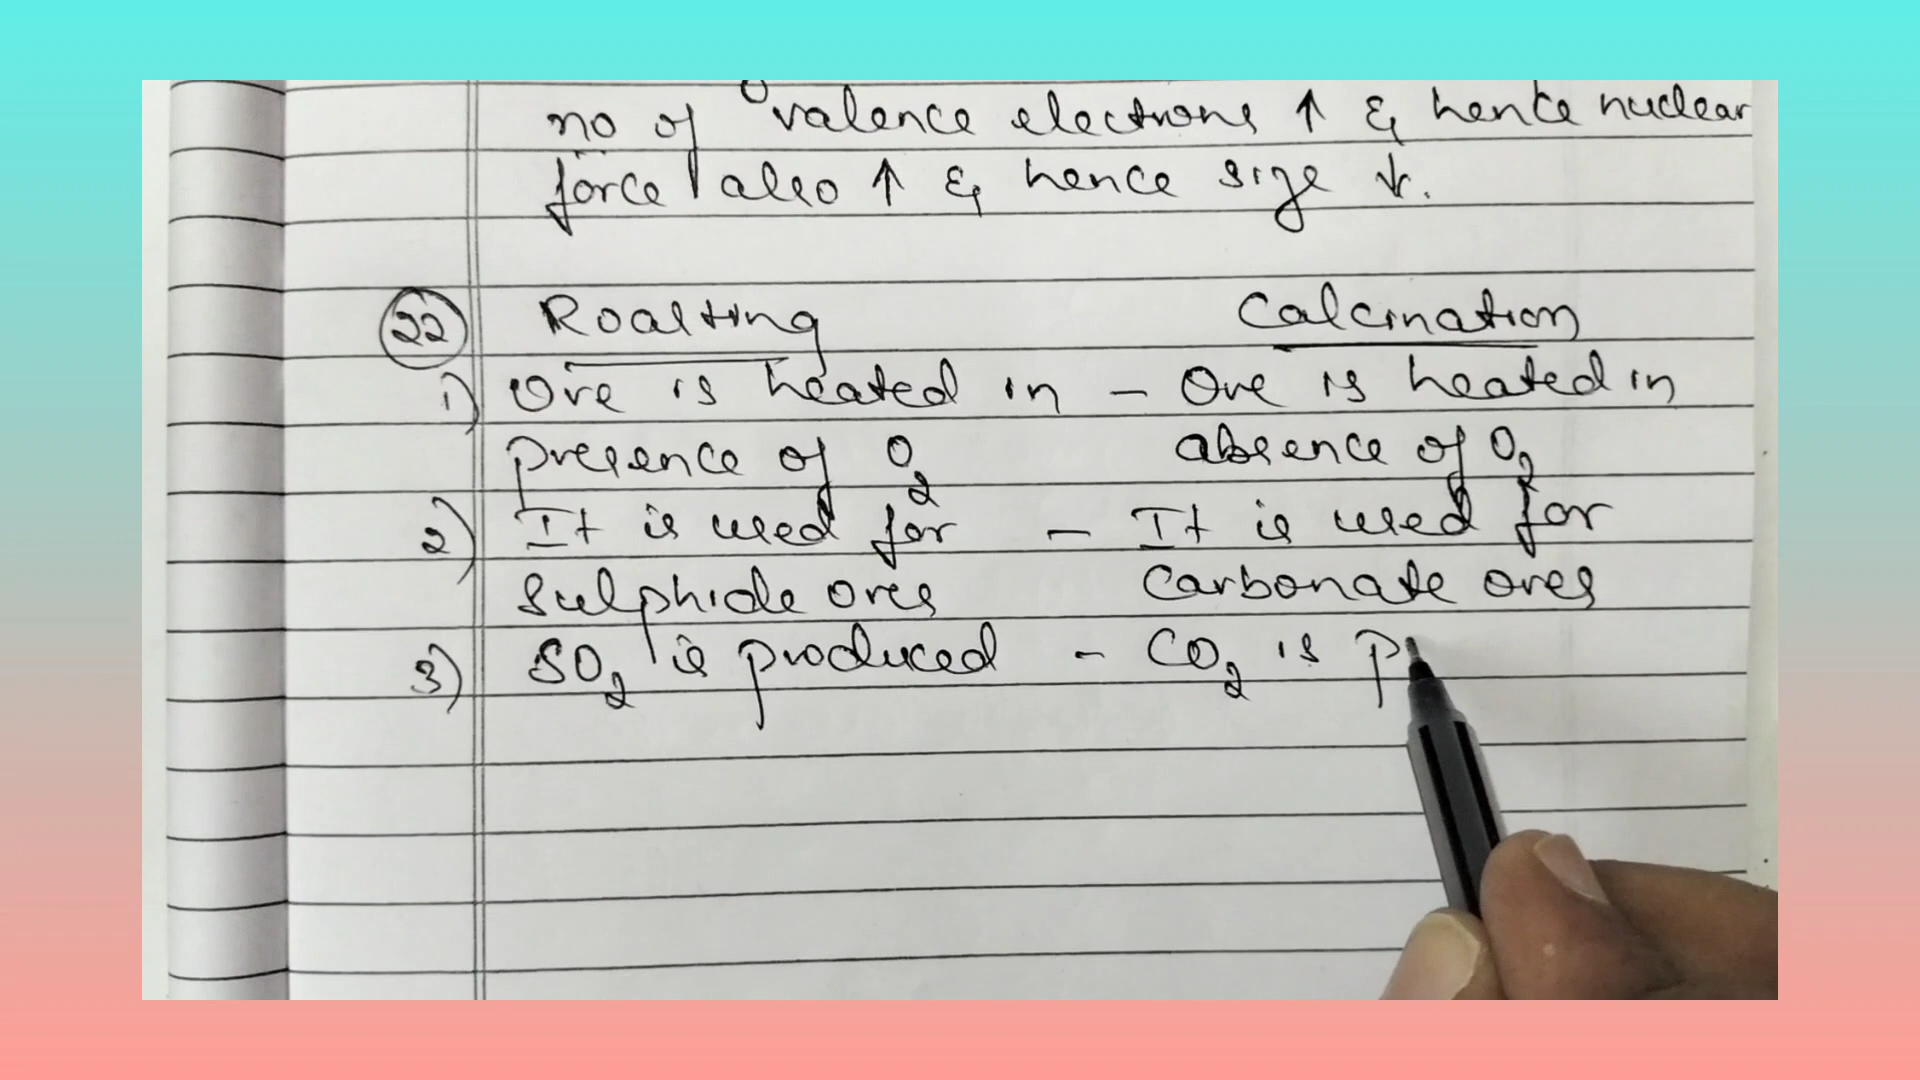 no of valence electrons ↑ & hence nuclear
force also ↑ & hence size ↓.
22 Roasting Calcination
1) Ore is heated in – Ore is heated in
presence of O₂ absence of O₂
2) It is used for – It is used for
Sulphide ores Carbonate ores
3) SO₂ is produced – CO₂ is p